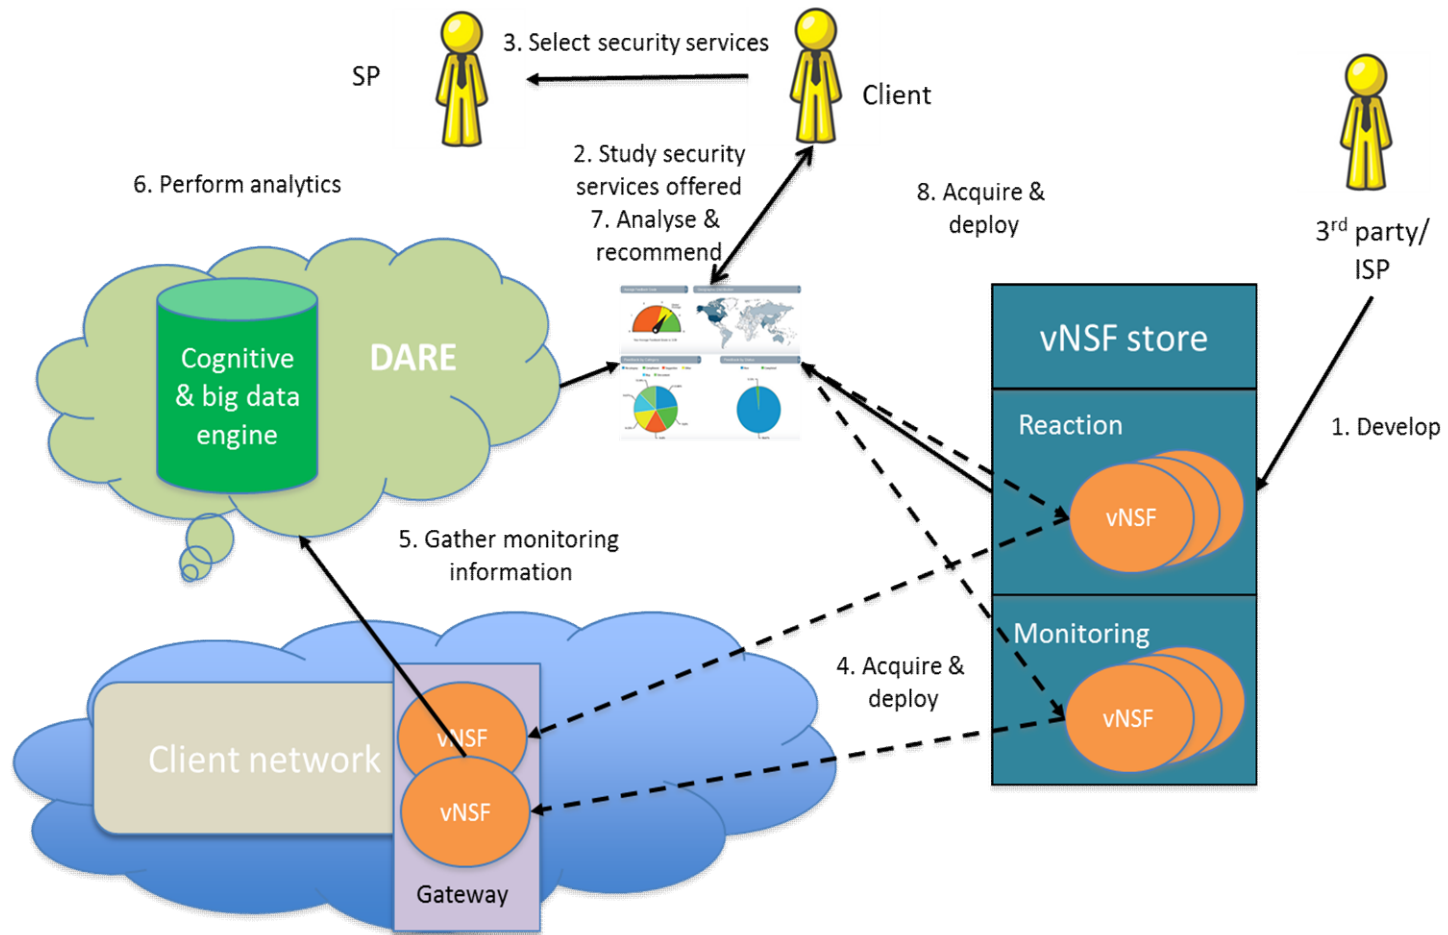 3. Select security services
SP
Client
2. Study security
services offered
7. Analyse &
recommend
6. Perform analytics
8. Acquire &
deploy
3rd party/
ISP
vNSF store
Cognitive
& big data
engine
DARE
Reaction
1. Develop
vNSF
5. Gather monitoring
information
Monitoring
4. Acquire &
deploy
vNSF
Client network
vNSF
vNSF
Gateway